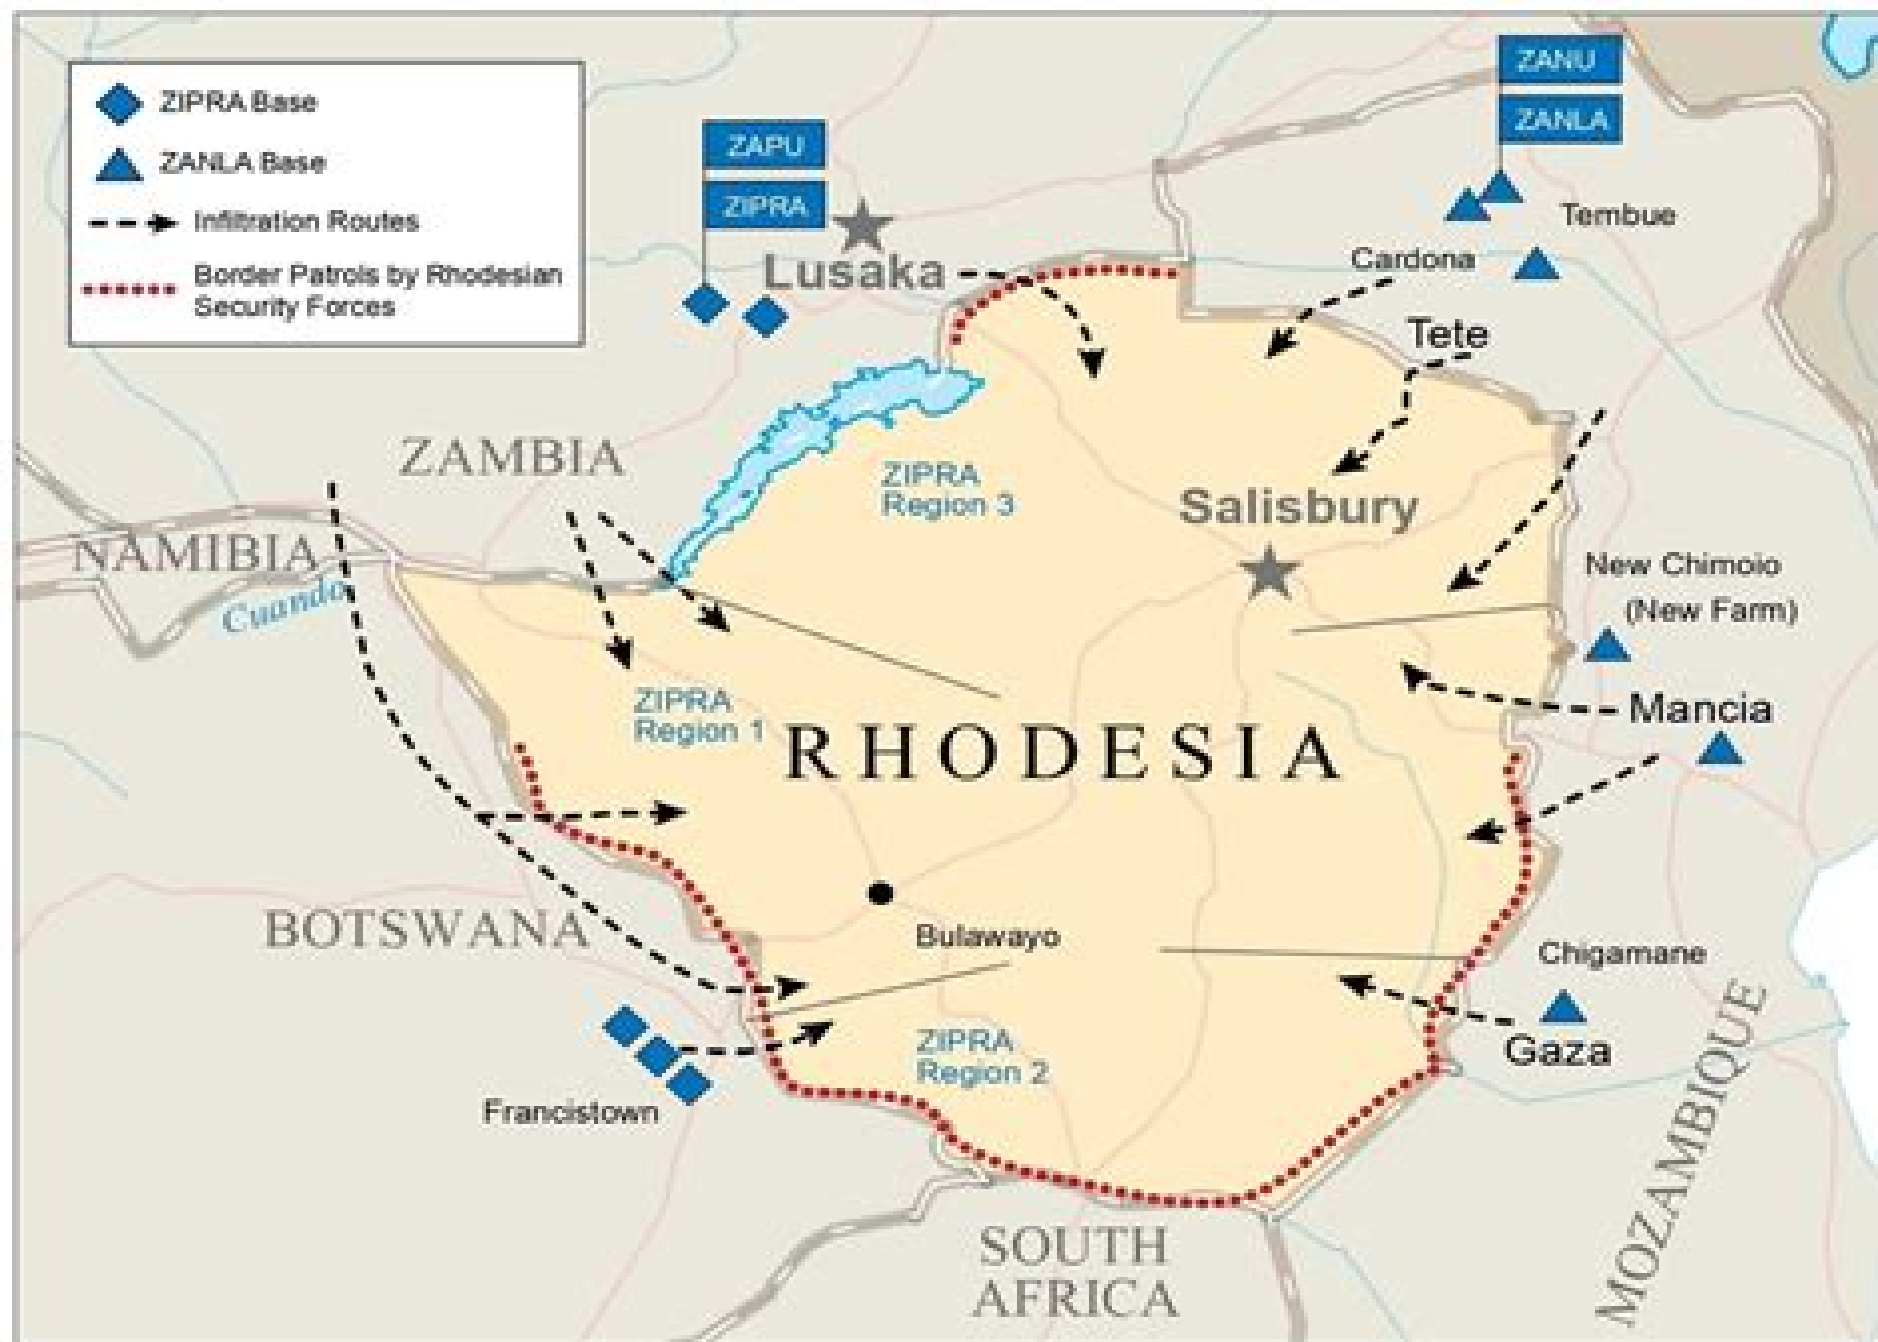 ZIPRA Base
ZANLA Base
Infiltration Routes
Border Patrols by Rhodesian
Security Forces
ZAPU
ZIPRA
ZANU
ZANLA
Lusaka
Tembue
Cardona
Tete
ZAMBIA
ZIPRA
Region 3
Salisbury
NAMIBIA
Cuando
New Chimoio
(New Farm)
ZIPRA
Region 1
RHODESIA
Mancia
BOTSWANA
Bulawayo
Chigamane
ZIPRA
Region 2
Gaza
Francistown
MOZAMBIQUE
SOUTH
AFRICA